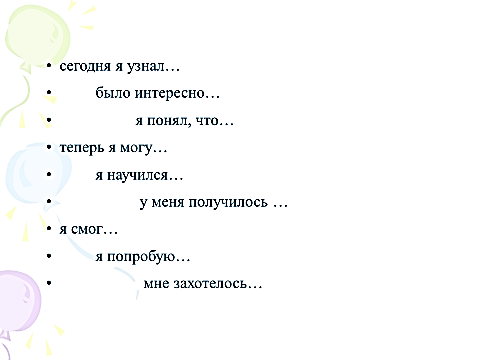 • сегодня я узнал…
• было интересно…
• я понял, что…
• теперь я могу…
• я научился…
• у меня получилось …
• я смог…
• я попробую…
• мне захотелось…